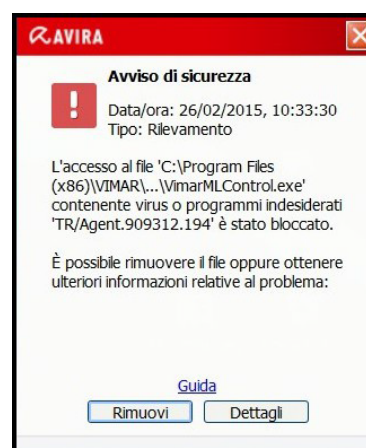 AVIRA
Avviso di sicurezza
Data/ora: 26/02/2015, 10:33:30
Tipo: Rilevamento
L'accesso al file 'C:\Program Files
(x86)\VIMAR\...\VimarMLControl.exe'
contenente virus o programmi indesiderati
'TR/Agent.909312.194' è stato bloccato.
È possibile rimuovere il file oppure ottenere
ulteriori informazioni relative al problema:
Guida
Rimuovi Dettagli